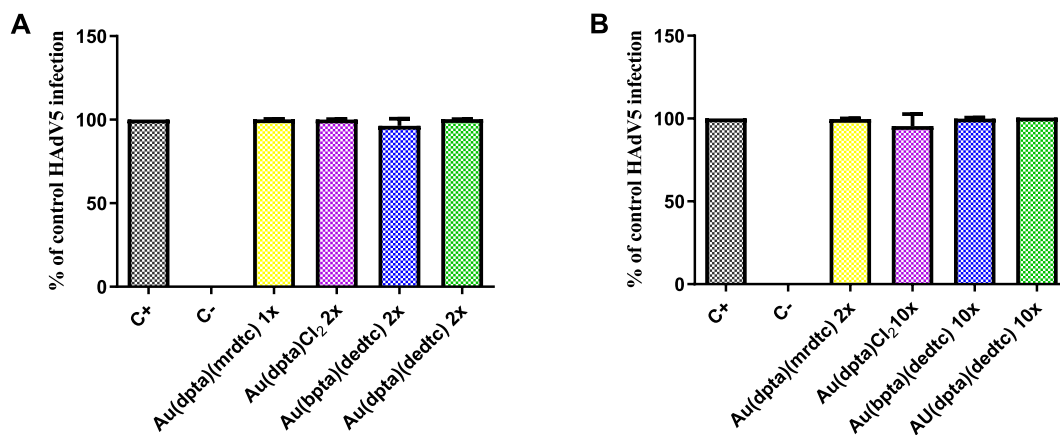 A
% of control HAdV5 infection
150
100
50
0
C+
C-
Au(dpta)(mrdtc) 1x
Au(dpta)Cl₂ 2x
Au(bpta)(dedtc) 2x
Au(dpta)(dedtc) 2x
B
% of control HAdV5 infection
150
100
50
0
C+
C-
Au(dpta)(mrdtc) 2x
Au(dpta)Cl₂ 10x
Au(bpta)(dedtc) 10x
AU(dpta)(dedtc) 10x